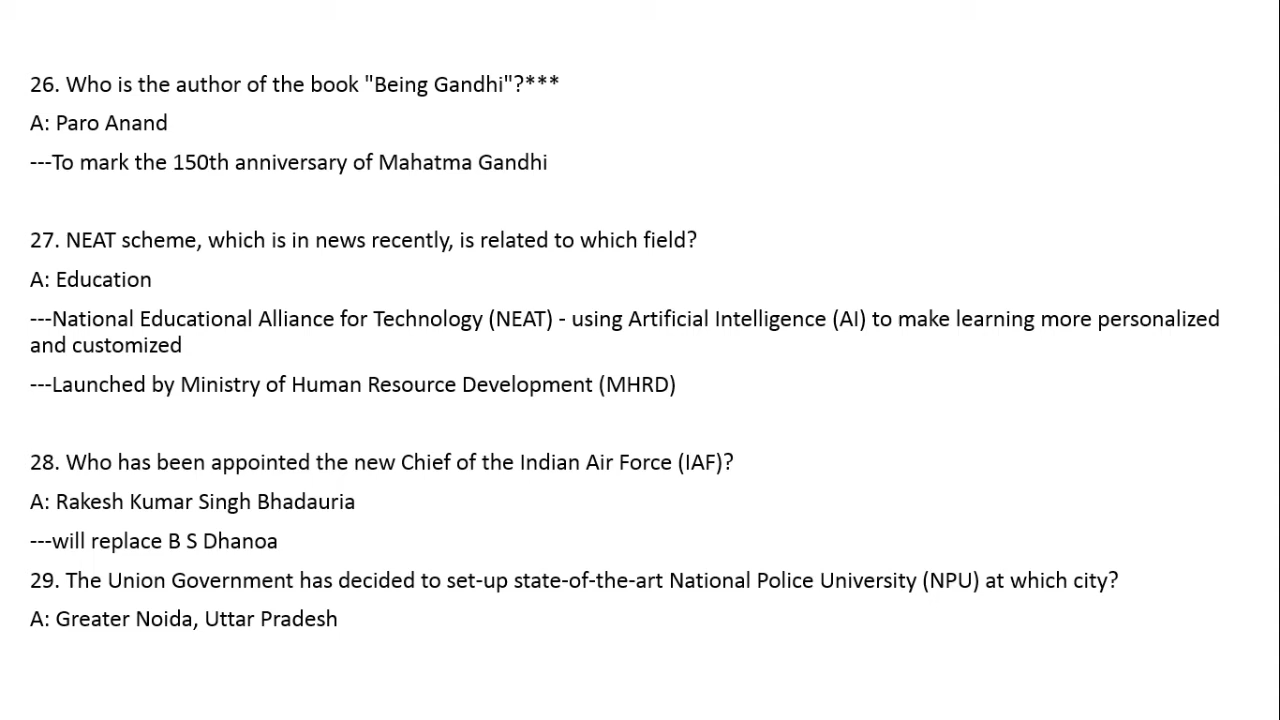 26. Who is the author of the book "Being Gandhi"?***
A: Paro Anand
---To mark the 150th anniversary of Mahatma Gandhi
27. NEAT scheme, which is in news recently, is related to which field?
A: Education
---National Educational Alliance for Technology (NEAT) - using Artificial Intelligence (AI) to make learning more personalized
and customized
---Launched by Ministry of Human Resource Development (MHRD)
28. Who has been appointed the new Chief of the Indian Air Force (IAF)?
A: Rakesh Kumar Singh Bhadauria
---will replace B S Dhanoa
29. The Union Government has decided to set-up state-of-the-art National Police University (NPU) at which city?
A: Greater Noida, Uttar Pradesh